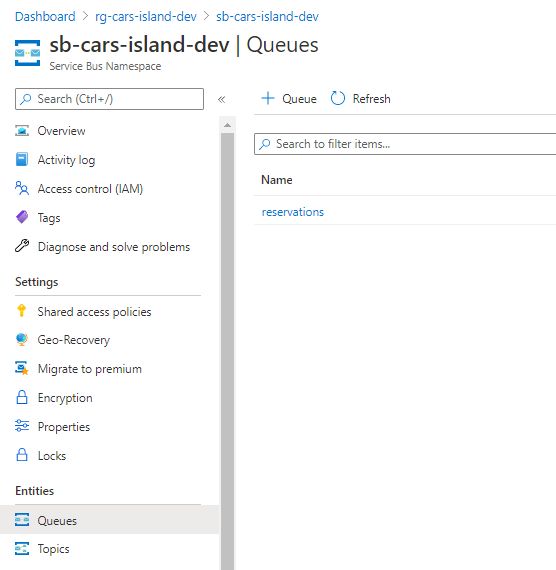 Dashboard > rg-cars-island-dev > sb-cars-island-dev
sb-cars-island-dev | Queues
Service Bus Namespace
Search (Ctrl+/)
«
Overview
Activity log
Access control (IAM)
Tags
Diagnose and solve problems
Settings
Shared access policies
Geo-Recovery
Migrate to premium
Encryption
Properties
Locks
Entities
Queues
Topics
+ Queue
Refresh
Search to filter items...
Name
reservations